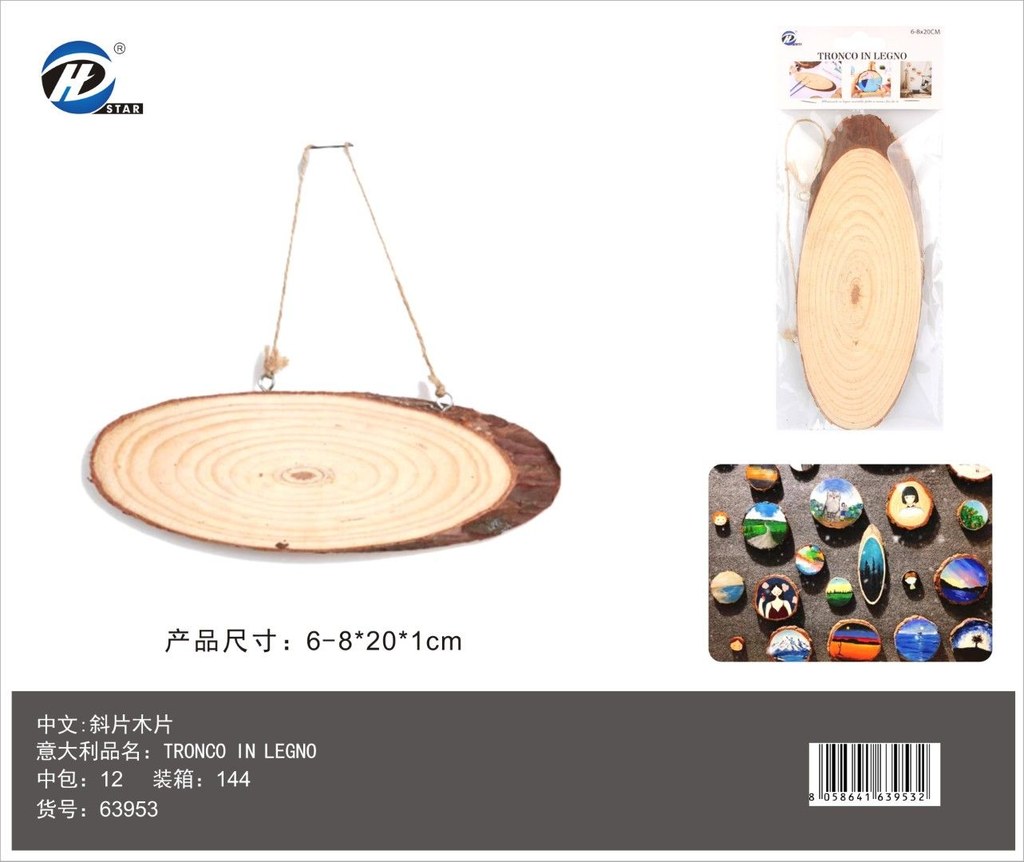 H
STAR
®
6-8x20CM
TRONCO IN LEGNO
产品尺寸：6-8*20*1cm
中文:斜片木片
意大利品名：TRONCO IN LEGNO
中包：12 装箱：144
货号：63953
8 058641 639532